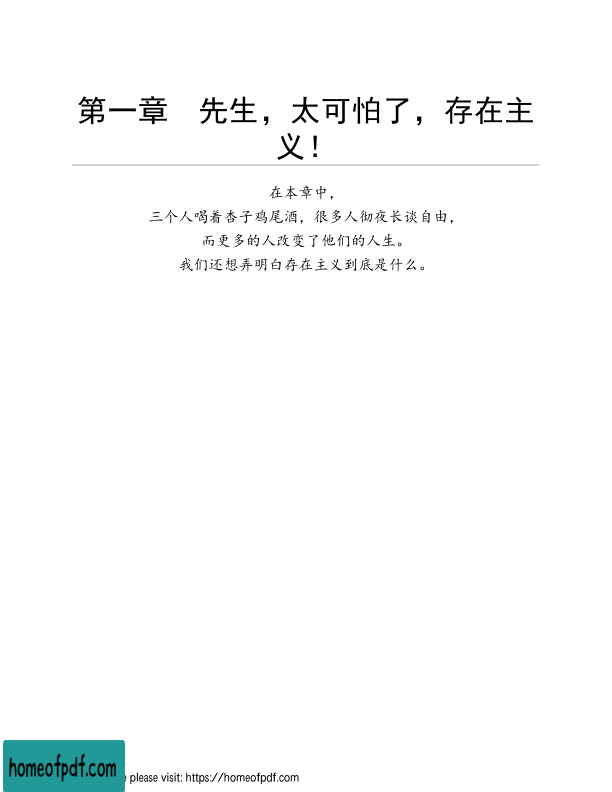 第一章　先生，太可怕了，存在主
义！
在本章中，
三个人喝着杏子鸡尾酒，很多人彻夜长谈自由，
而更多的人改变了他们的人生。
我们还想弄明白存在主义到底是什么。
homeofpdf.com
please visit: https://homeofpdf.com